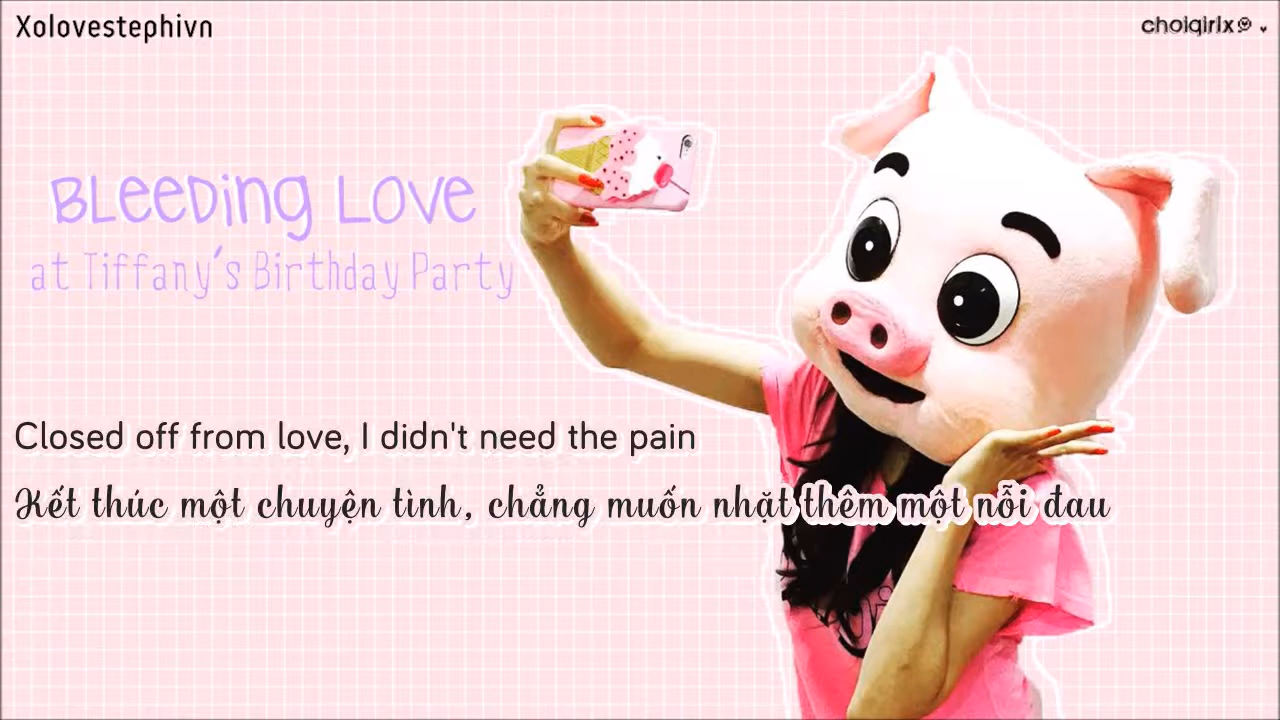 Xolovestephivn
choiqirlx
BLeeDing LOVE
at Tiffany's Birthday Party
Closed off from love, I didn't need the pain
Kết thúc một chuyện tình, chẳng muốn nhặt thêm một nỗi đau